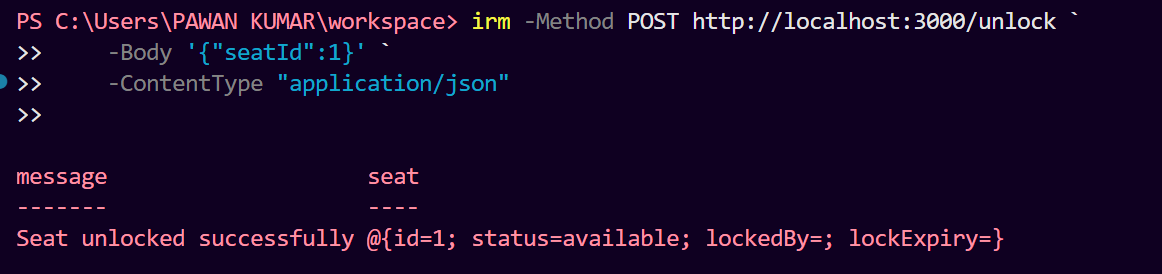 PS C:\Users\PAWAN KUMAR\workspace> irm -Method POST http://localhost:3000/unlock `
>>     -Body '{"seatId":1}' `
>>     -ContentType "application/json"
>>
message                    seat
-------                    ----
Seat unlocked successfully @{id=1; status=available; lockedBy=; lockExpiry=}